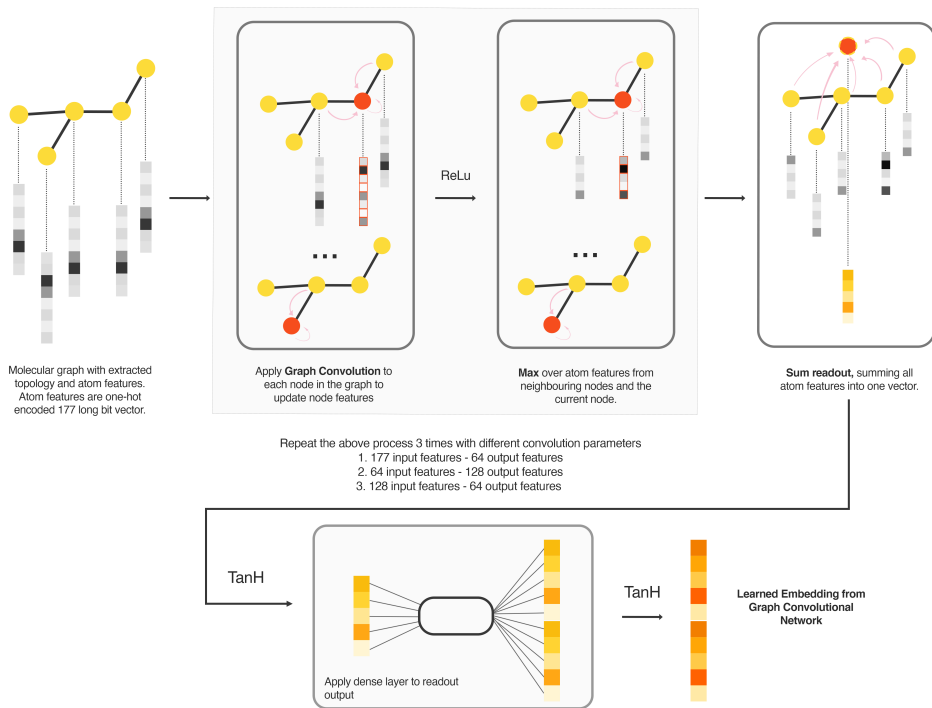 ReLu
Molecular graph with extracted
topology and atom features.
Atom features are one-hot
encoded 177 long bit vector.
Apply Graph Convolution to
each node in the graph to
update node features
Max over atom features from
neighbouring nodes and the
current node.
Sum readout, summing all
atom features into one vector.
Repeat the above process 3 times with different convolution parameters
1. 177 input features - 64 output features
2. 64 input features - 128 output features
3. 128 input features - 64 output features
TanH
TanH
Learned Embedding from
Graph Convolutional
Network
Apply dense layer to readout
output